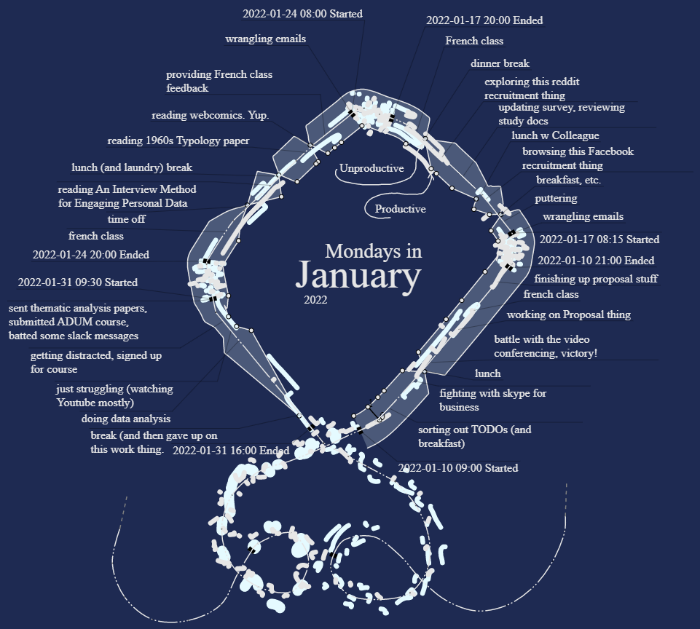 2022-01-24 08:00 Started
2022-01-17 20:00 Ended
wrangling emails
French class
dinner break
providing French class
feedback
exploring this reddit
recruitment thing
updating survey, reviewing
study docs
reading webcomics. Yup.
lunch w Colleague
reading 1960s Typology paper
browsing this Facebook
recruitment thing
lunch (and laundry) break
Unproductive
breakfast, etc.
reading An Interview Method
for Engaging Personal Data
puttering
time off
Productive
wrangling emails
french class
2022-01-17 08:15 Started
2022-01-24 20:00 Ended
Mondays in
January
2022
2022-01-10 21:00 Ended
2022-01-31 09:30 Started
finishing up proposal stuff
french class
sent thematic analysis papers,
submitted ADUM course,
batted some slack messages
working on Proposal thing
getting distracted, signed up
for course
battle with the video
conferencing, victory!
lunch
just struggling (watching
Youtube mostly)
fighting with skype for
business
doing data analysis
sorting out TODOs (and
breakfast)
break (and then gave up on
this work thing.
2022-01-31 16:00 Ended
2022-01-10 09:00 Started